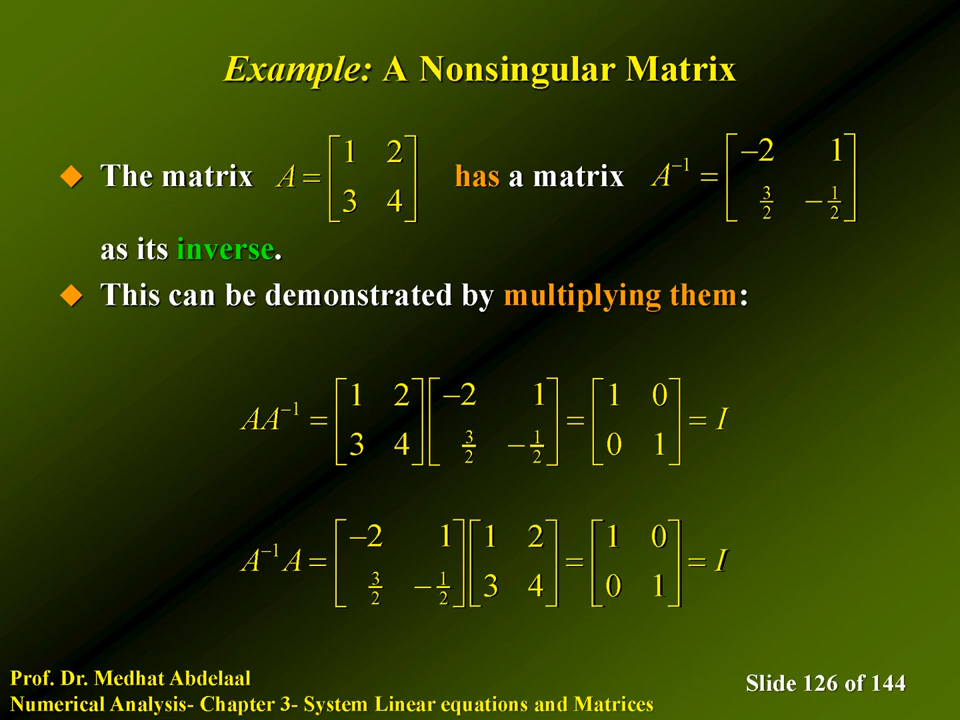 Example: A Nonsingular Matrix
◆ The matrix A = [1 2; 3 4] has a matrix A⁻¹ = [–2 1; 3/2 –1/2]
as its inverse.
◆ This can be demonstrated by multiplying them:
AA⁻¹ = [1 2; 3 4][–2 1; 3/2 –1/2] = [1 0; 0 1] = I
A⁻¹A = [–2 1; 3/2 –1/2][1 2; 3 4] = [1 0; 0 1] = I
Prof. Dr. Medhat Abdelaal
Numerical Analysis- Chapter 3- System Linear equations and Matrices
Slide 126 of 144